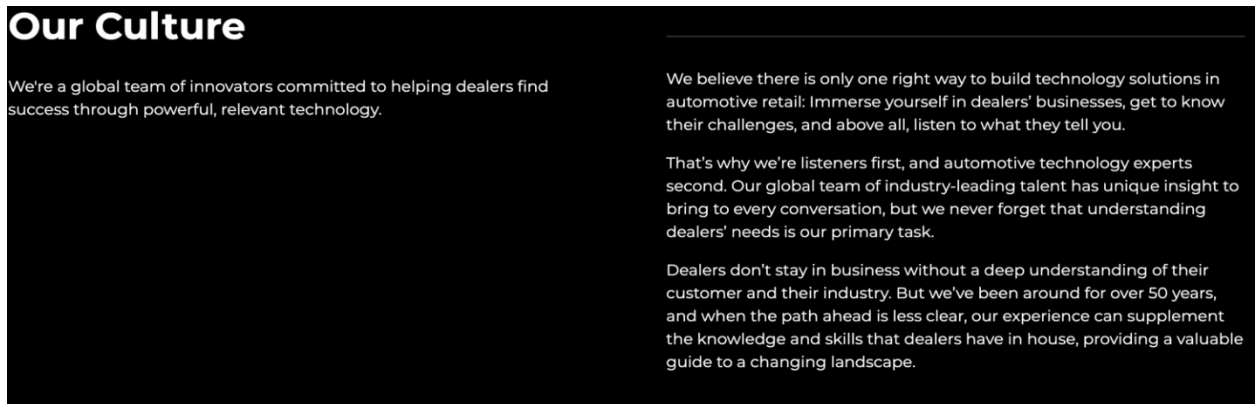 Our Culture
We're a global team of innovators committed to helping dealers find
success through powerful, relevant technology.
We believe there is only one right way to build technology solutions in
automotive retail: Immerse yourself in dealers’ businesses, get to know
their challenges, and above all, listen to what they tell you.
That’s why we’re listeners first, and automotive technology experts
second. Our global team of industry-leading talent has unique insight to
bring to every conversation, but we never forget that understanding
dealers’ needs is our primary task.
Dealers don’t stay in business without a deep understanding of their
customer and their industry. But we’ve been around for over 50 years,
and when the path ahead is less clear, our experience can supplement
the knowledge and skills that dealers have in house, providing a valuable
guide to a changing landscape.